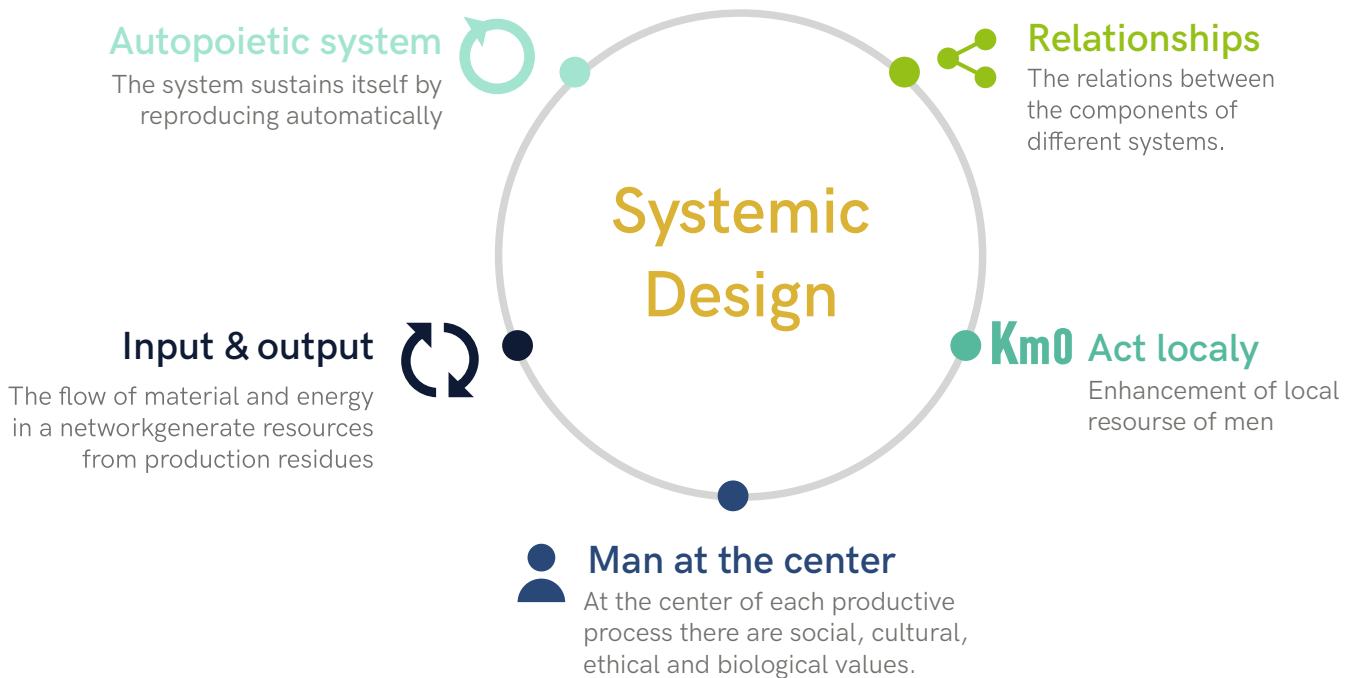 Autopoietic system
The system sustains itself by
reproducing automatically
Relationships
The relations between
the components of
different systems.
Systemic
Design
Input & output
The flow of material and energy
in a networkgenerate resources
from production residues
Km0 Act localy
Enhancement of local
resourse of men
Man at the center
At the center of each productive
process there are social, cultural,
ethical and biological values.